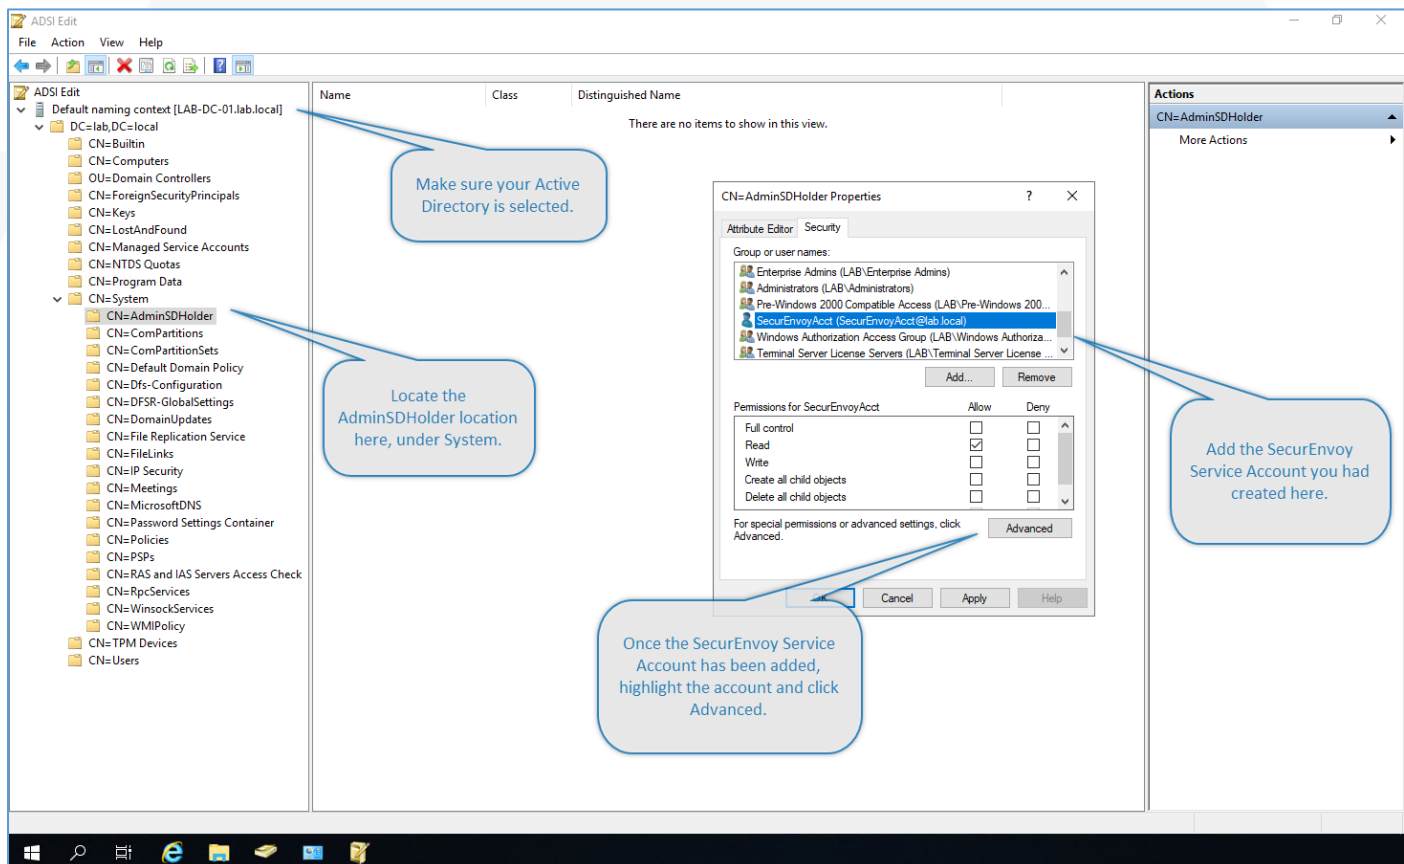 ADSI Edit
File Action View Help
ADSI Edit
Default naming context [LAB-DC-01.lab.local]
DC=lab,DC=local
CN=Builtin
CN=Computers
OU=Domain Controllers
CN=ForeignSecurityPrincipals
CN=Keys
CN=LostAndFound
CN=Managed Service Accounts
CN=NTDS Quotas
CN=Program Data
CN=System
CN=AdminSDHolder
CN=ComPartitions
CN=ComPartitionSets
CN=Default Domain Policy
CN=Dfs-Configuration
CN=DFSR-GlobalSettings
CN=DomainUpdates
CN=File Replication Service
CN=FileLinks
CN=IP Security
CN=Meetings
CN=MicrosoftDNS
CN=Password Settings Container
CN=Policies
CN=PSPs
CN=RAS and IAS Servers Access Check
CN=RpcServices
CN=WinsockServices
CN=WMIPolicy
CN=TPM Devices
CN=Users
Name Class Distinguished Name
There are no items to show in this view.
Make sure your Active
Directory is selected.
Locate the
AdminSDHolder location
here, under System.
CN=AdminSDHolder Properties ? 
Attribute Editor Security
Group or user names:
Enterprise Admins (LAB\Enterprise Admins)
Administrators (LAB\Administrators)
Pre-Windows 2000 Compatible Access (LAB\Pre-Windows 200...
SecurEnvoyAcct (SecurEnvoyAcct@lab.local)
Windows Authorization Access Group (LAB\Windows Authoriza...
Terminal Server License Servers (LAB\Terminal Server License ...
Add... Remove
Permissions for SecurEnvoyAcct Allow Deny
Full control
Read
Write
Create all child objects
Delete all child objects
For special permissions or advanced settings, click
Advanced.
Advanced
Cancel Apply Help
Once the SecurEnvoy Service
Account has been added,
highlight the account and click
Advanced.
Add the SecurEnvoy
Service Account you had
created here.
Actions
CN=AdminSDHolder
More Actions